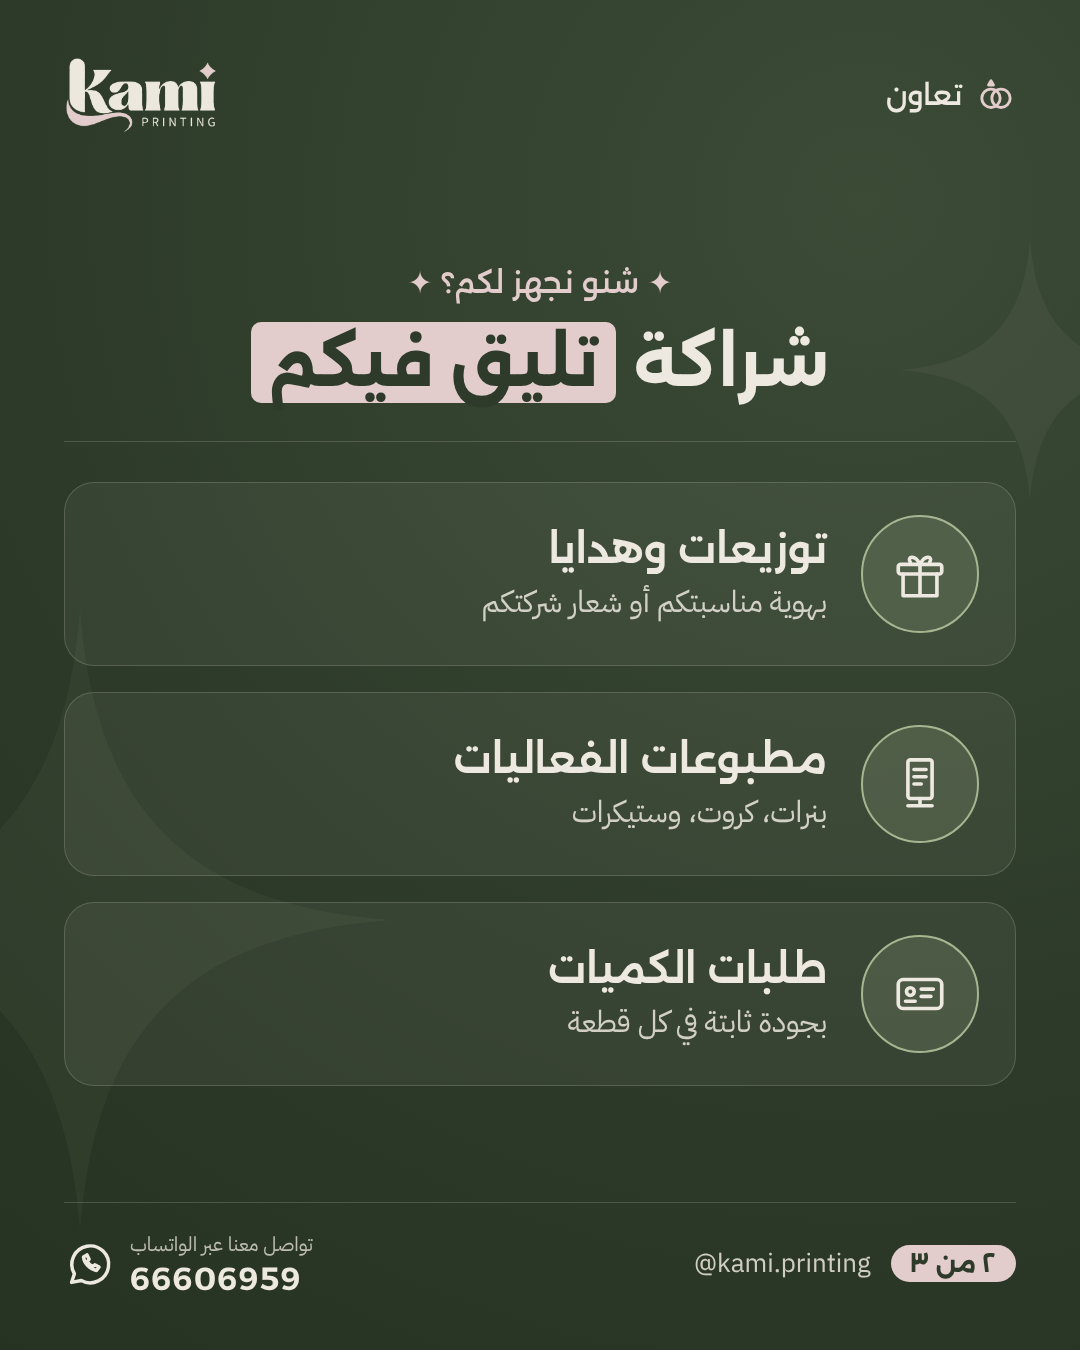 Kami
PRINTING
تعاون
✦ شنو نجهز لكم؟ ✦
شراكة تليق فيكم
توزيعات وهدايا
بهوية مناسبتكم أو شعار شركتكم
مطبوعات الفعاليات
بنرات، كروت، وستيكرات
طلبات الكميات
بجودة ثابتة في كل قطعة
٢ من ٣
@kami.printing
تواصل معنا عبر الواتساب
66606959